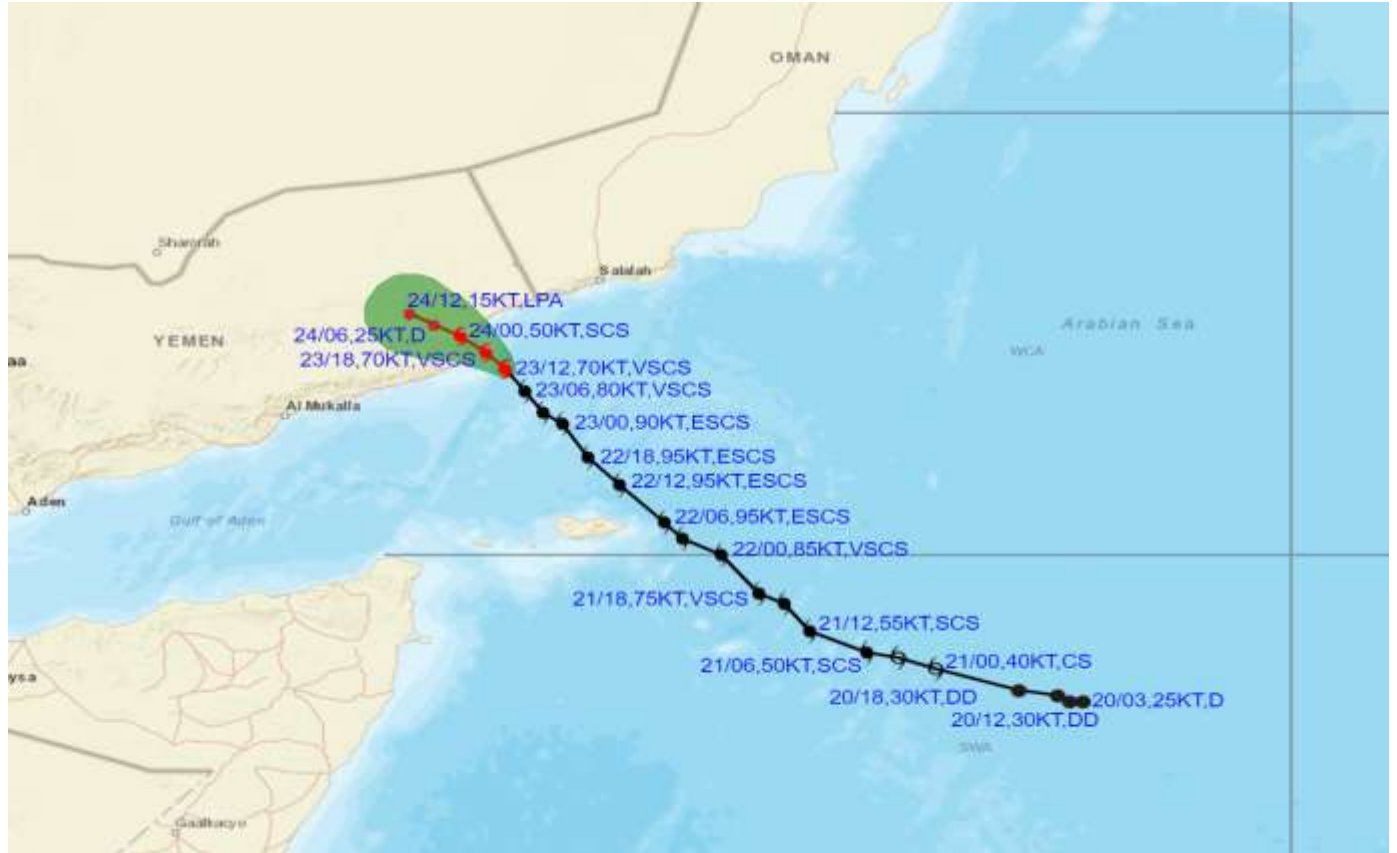 OMAN
Sharurah
Salalah
24/12,15KT,LPA
Arabian Sea
24/06,25KT,D
24/00,50KT,SCS
YEMEN
WCA
23/18,70KT,VSCS
aa
23/12,70KT,VSCS
23/06,80KT,VSCS
Al Mukalla
23/00,90KT,ESCS
22/18,95KT,ESCS
22/12,95KT,ESCS
Aden
Gulf of Aden
22/06,95KT,ESCS
22/00,85KT,VSCS
21/18,75KT,VSCS
21/12,55KT,SCS
21/06,50KT,SCS
21/00,40KT,CS
ysa
20/18,30KT,DD
20/03,25KT,D
20/12,30KT,DD
SWA
Gaalkacyo